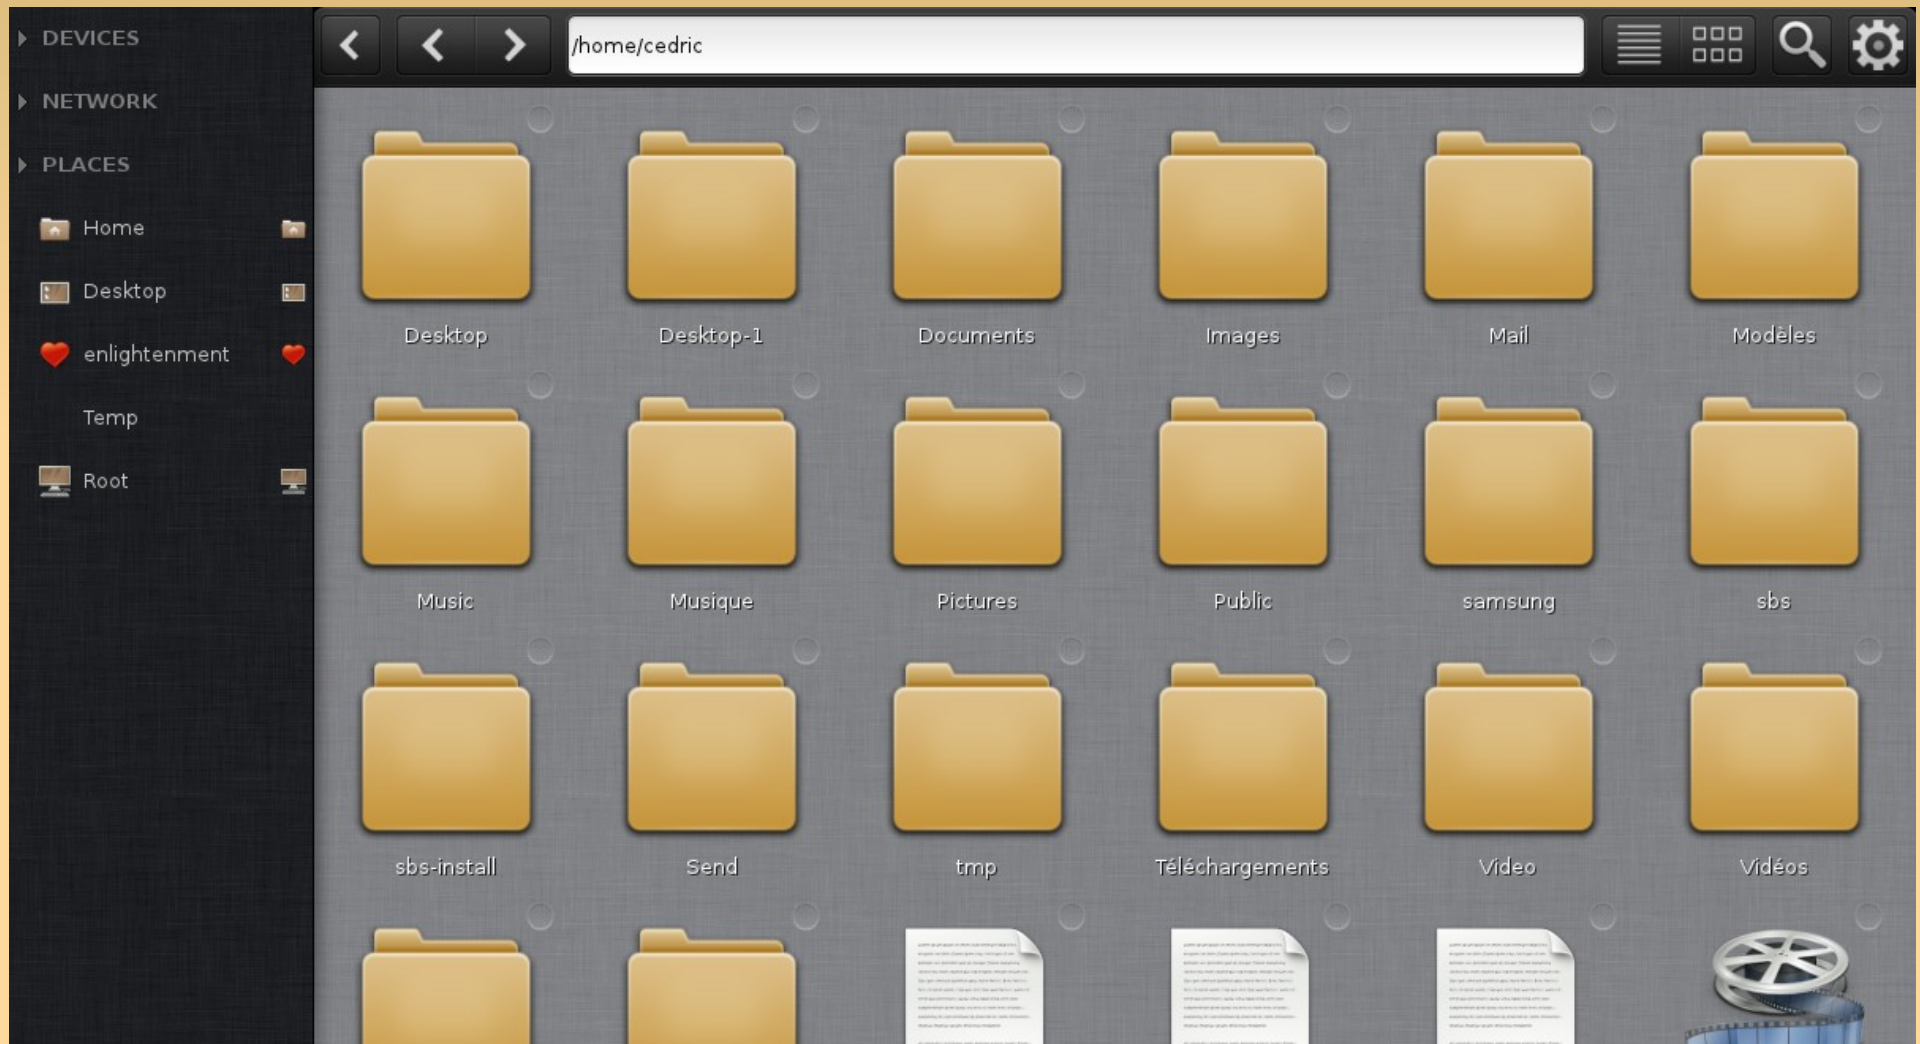 DEVICES
NETWORK
PLACES
Home
Desktop
enlightenment
Temp
Root
/home/cedric
Desktop
Desktop-1
Documents
Images
Mail
Modèles
Music
Musique
Pictures
Public
samsung
sbs
sbs-install
Send
tmp
Téléchargements
Video
Vidéos